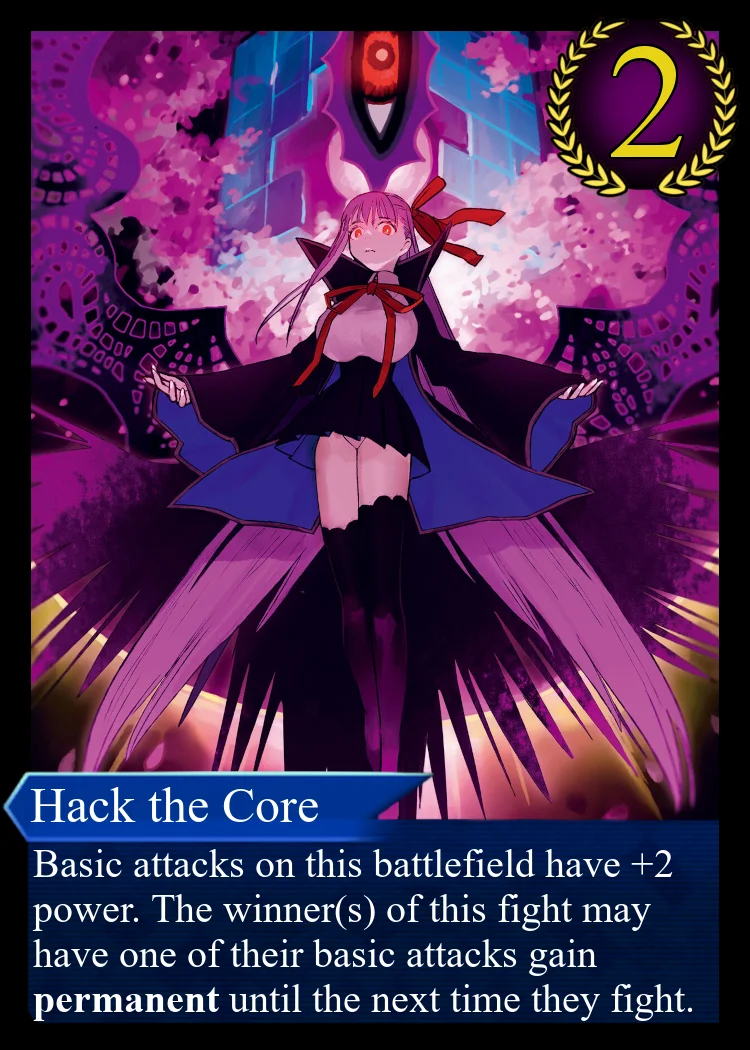 2
Hack the Core
Basic attacks on this battlefield have +2
power. The winner(s) of this fight may
have one of their basic attacks gain
permanent until the next time they fight.